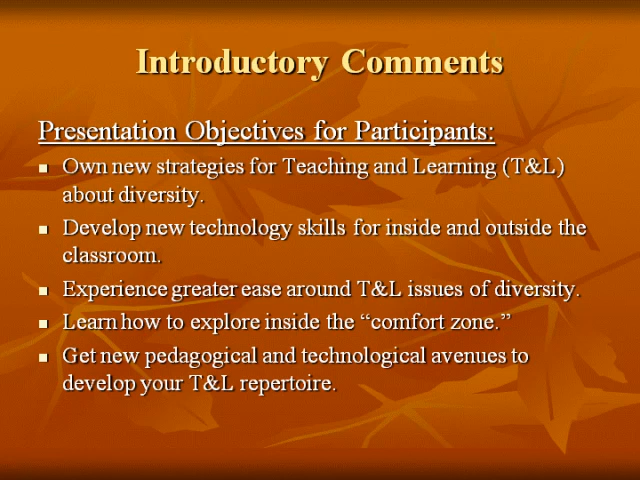 Introductory Comments
Presentation Objectives for Participants:
Own new strategies for Teaching and Learning (T&L)
about diversity.
Develop new technology skills for inside and outside the
classroom.
Experience greater ease around T&L issues of diversity.
Learn how to explore inside the “comfort zone.”
Get new pedagogical and technological avenues to
develop your T&L repertoire.